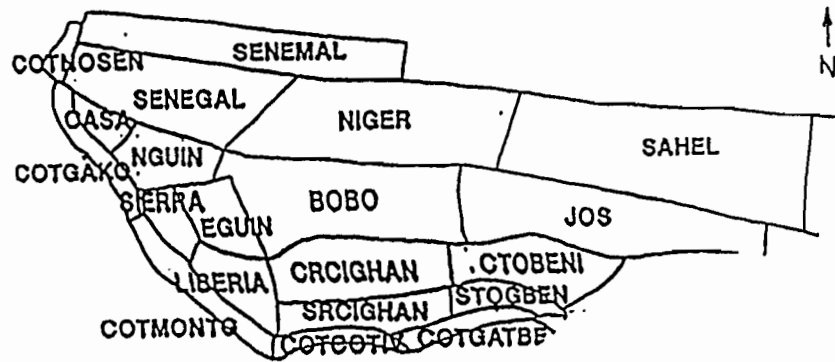 SENEMAL
COTNOSEN
N
SENEGAL
NIGER
CASA
SAHEL
NGUIN
COTGAKO
SIERRA
BOBO
JOS
EGUIN
LIBERIA
CRCIGHAN
CTOBENI
STOGBEN
SRCIGHAN
COTMONTO
COTCOTIV
COTGATBE